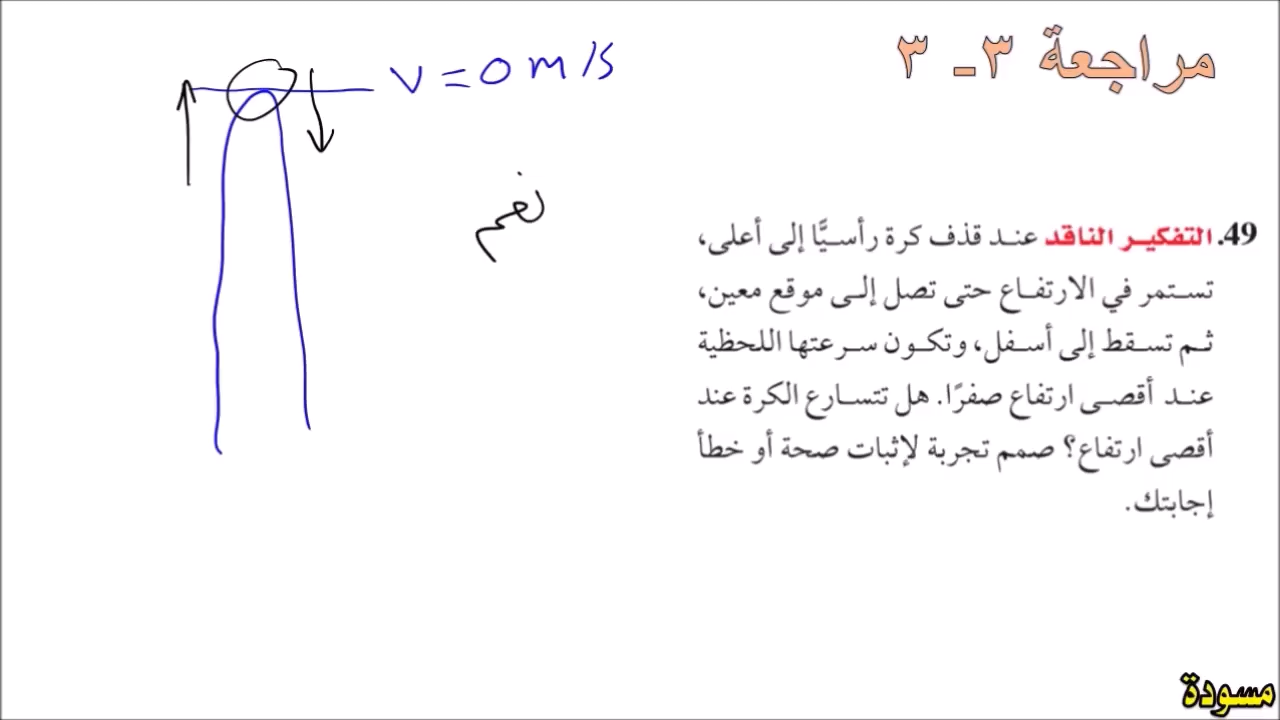 مراجعة ٣ - ٣
v = 0 m/s
نعم
49. التفكير الناقد عند قذف كرة رأسيًّا إلى أعلى،
تستمر في الارتفاع حتى تصل إلى موقع معين،
ثم تسقط إلى أسفل، وتكون سرعتها اللحظية
عند أقصى ارتفاع صفرًا. هل تتسارع الكرة عند
أقصى ارتفاع؟ صمم تجربة لإثبات صحة أو خطأ
إجابتك.
مسودة